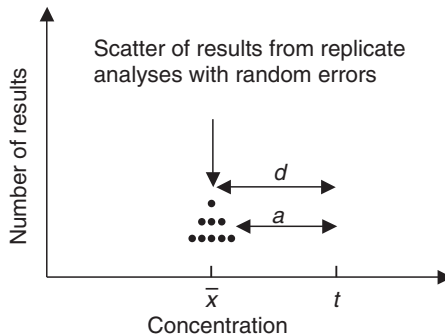 Scatter of results from replicate
analyses with random errors
Number of results
d
a
x̅
t
Concentration